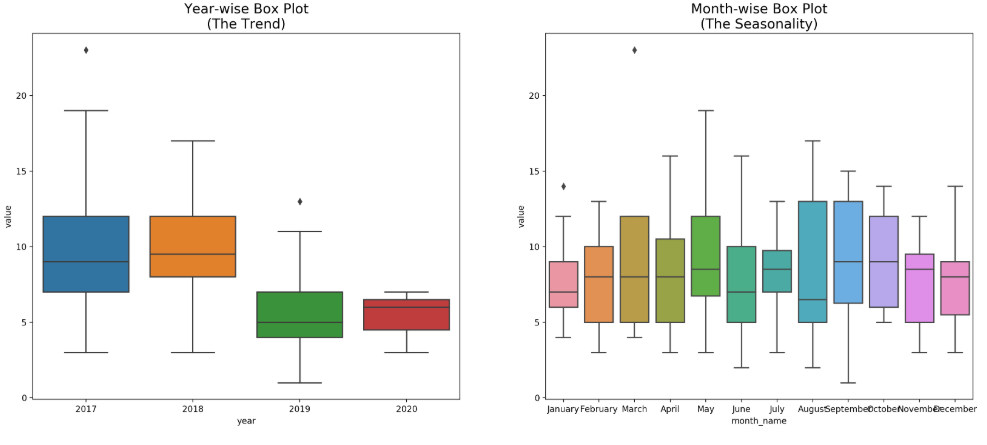 Year-wise Box Plot
(The Trend)
value
20
15
10
5
0
2017 2018 2019 2020
year
Month-wise Box Plot
(The Seasonality)
value
20
15
10
5
0
January February March April May June July August September October November December
month_name